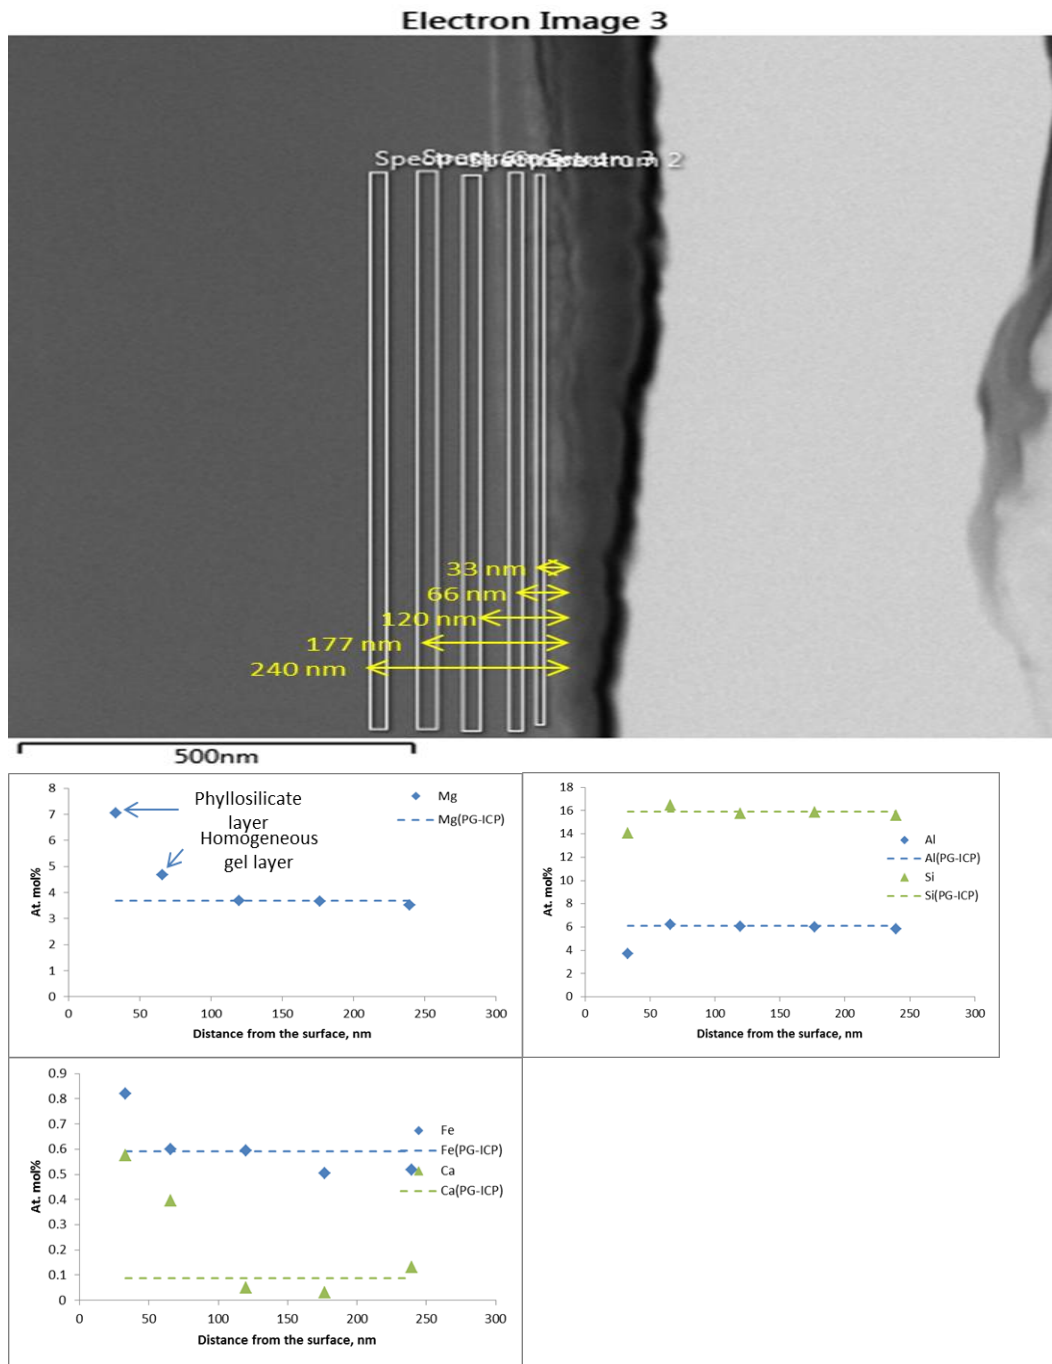 Electron Image 3
33 nm
66 nm
120 nm
177 nm
240 nm
500nm
8
7
6
5
4
3
2
1
0
At. mol%
Phyllosilicate
layer
Homogeneous
gel layer
Mg
Mg(PG-ICP)
0 50 100 150 200 250 300
Distance from the surface, nm
18
16
14
12
10
8
6
4
2
0
At. mol%
Al
Al(PG-ICP)
Si
Si(PG-ICP)
0 50 100 150 200 250 300
Distance from the surface, nm
0.9
0.8
0.7
0.6
0.5
0.4
0.3
0.2
0.1
0
At. mol%
Fe
Fe(PG-ICP)
Ca
Ca(PG-ICP)
0 50 100 150 200 250 300
Distance from the surface, nm